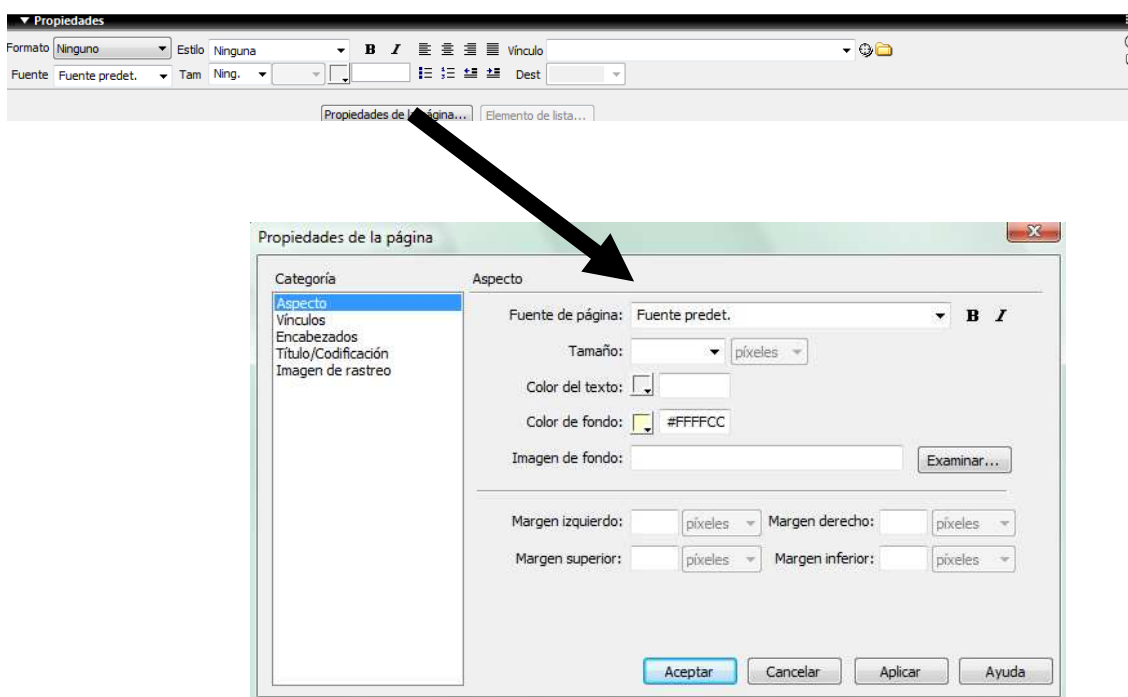 Propiedades
Formato Ninguno Estilo Ninguna B I Vínculo
Fuente Fuente predet. Tam Ning. Dest
Propiedades de la página... Elemento de lista...
Propiedades de la página
Categoría
Aspecto
Vínculos
Encabezados
Título/Codificación
Imagen de rastreo
Aspecto
Fuente de página: Fuente predet. B I
Tamaño: píxeles
Color del texto:
Color de fondo: #FFFFCC
Imagen de fondo: Examinar...
Margen izquierdo: píxeles Margen derecho: píxeles
Margen superior: píxeles Margen inferior: píxeles
Aceptar Cancelar Aplicar Ayuda